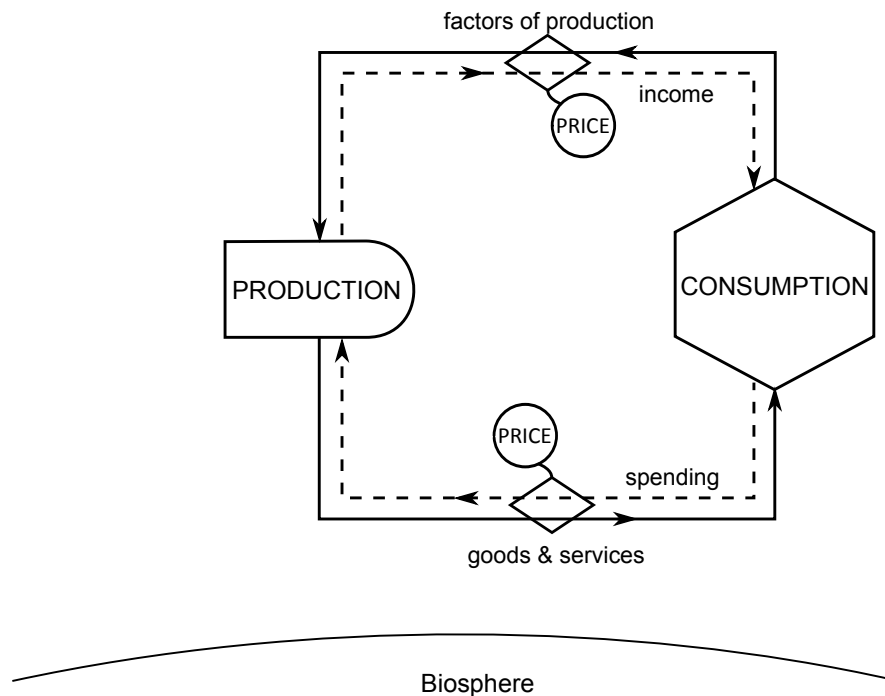 factors of production
income
PRICE
PRODUCTION
CONSUMPTION
PRICE
spending
goods & services
Biosphere